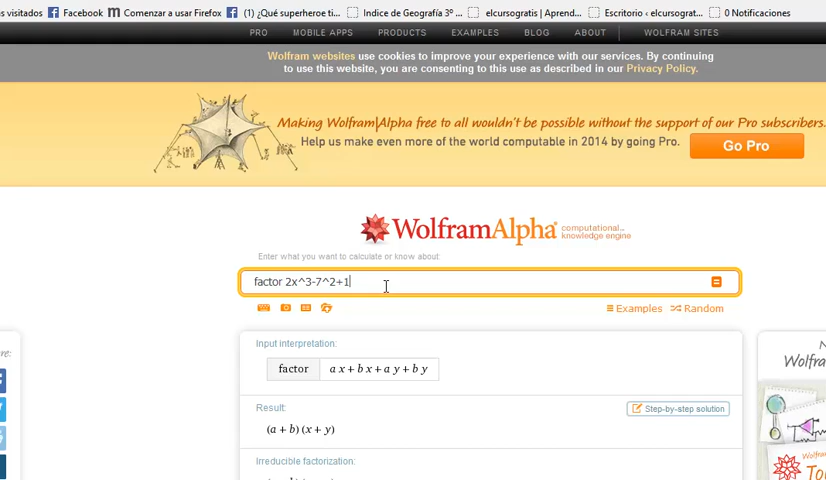 s visitados Facebook Comenzar a usar Firefox (1) ¿Qué superheroe ti... Indice de Geografía 3º ... elcursogratis | Aprend... Escritorio ‹ elcursograt... 0 Notificaciones
PRO MOBILE APPS PRODUCTS EXAMPLES BLOG ABOUT WOLFRAM SITES
Wolfram websites use cookies to improve your experience with our services. By continuing
to use this website, you are consenting to this use as described in our Privacy Policy.
Making Wolfram|Alpha free to all wouldn't be possible without the support of our Pro subscribers.
Help us make even more of the world computable in 2014 by going Pro. Go Pro
WolframAlpha computational... knowledge engine
Enter what you want to calculate or know about:
factor 2x^3-7^2+1
Examples Random
re:
Input interpretation:
factor a x + b x + a y + b y
Wolfra
Result: Step-by-step solution
(a + b) (x + y)
Irreducible factorization: